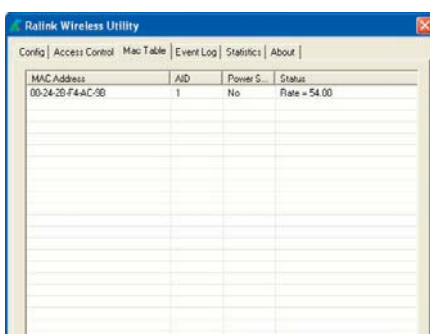 Ralink Wireless Utility
Config Access Control Mac Table Event Log Statistics About
MAC Address AID Power S... Status
00-24-2B-F4-AC-9B 1 No Rate = 54.00